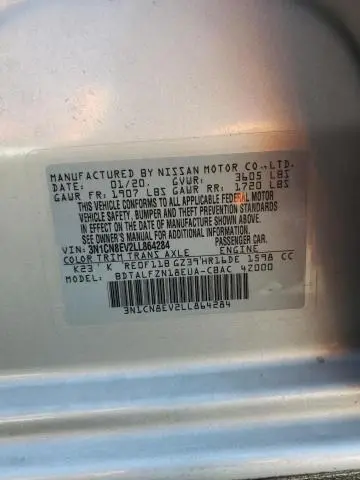 MANUFACTURED BY NISSAN MOTOR CO.,LTD.
DATE: 01/20. GVWR: 3605 LBS
GAWR FR: 1907 LBS GAWR RR: 1720 LBS
THIS VEHICLE CONFORMS TO ALL APPLICABLE FEDERAL MOTOR
VEHICLE SAFETY, BUMPER AND THEFT PREVENTION STANDARDS
IN EFFECT ON THE DATE OF MANUFACTURE SHOWN ABOVE.
SEE OWNER'S MANUAL FOR ADDITIONAL INFORMATION.
VIN: 3N1CN8EV2LL864284 PASSENGER CAR.
COLOR TRIM TRANS AXLE ENGINE
K23 K RE0F11B GZ39 HR16DE 1598 CC
MODEL: BDTALFZN18EUA-CBAC 4Z000
3N1CN8EV2LL864284